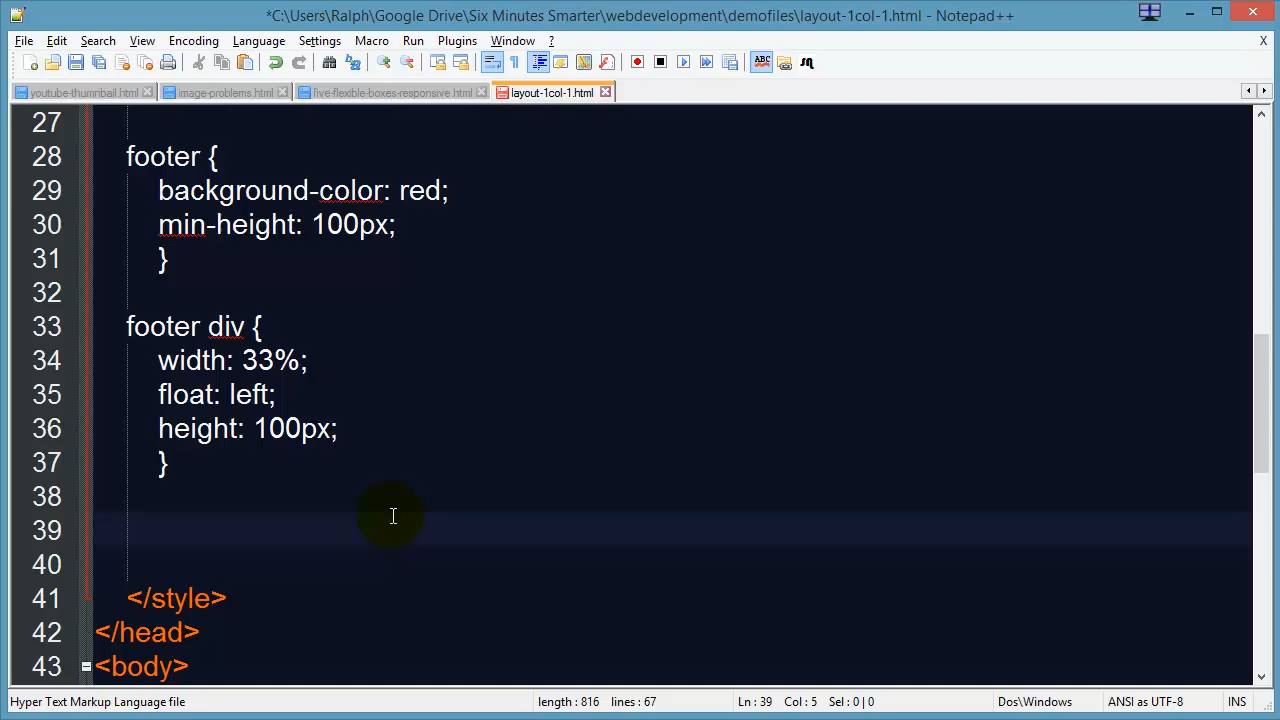 *C:\Users\Ralph\Google Drive\Six Minutes Smarter\webdevelopment\demofiles\layout-1col-1.html - Notepad++
File Edit Search View Encoding Language Settings Macro Run Plugins Window ? X
youtube-thumbnail.html image-problems.html five-flexible-boxes-responsive.html layout-1col-1.html
27
28 footer {
29 background-color: red;
30 min-height: 100px;
31 }
32
33 footer div {
34 width: 33%;
35 float: left;
36 height: 100px;
37 }
38
39
40
41 </style>
42 </head>
43 <body>
Hyper Text Markup Language file length : 816 lines : 67 Ln : 39 Col : 5 Sel : 0 | 0 Dos\Windows ANSI as UTF-8 INS